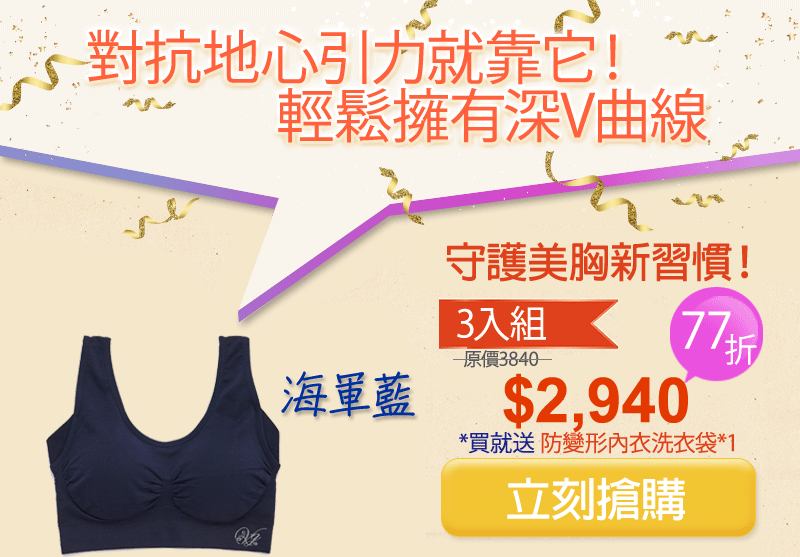 對抗地心引力就靠它！
輕鬆擁有深V曲線
守護美胸新習慣！
3入組
77折
原價3840
$2,940
海軍藍
*買就送 防變形內衣洗衣袋*1
立刻搶購